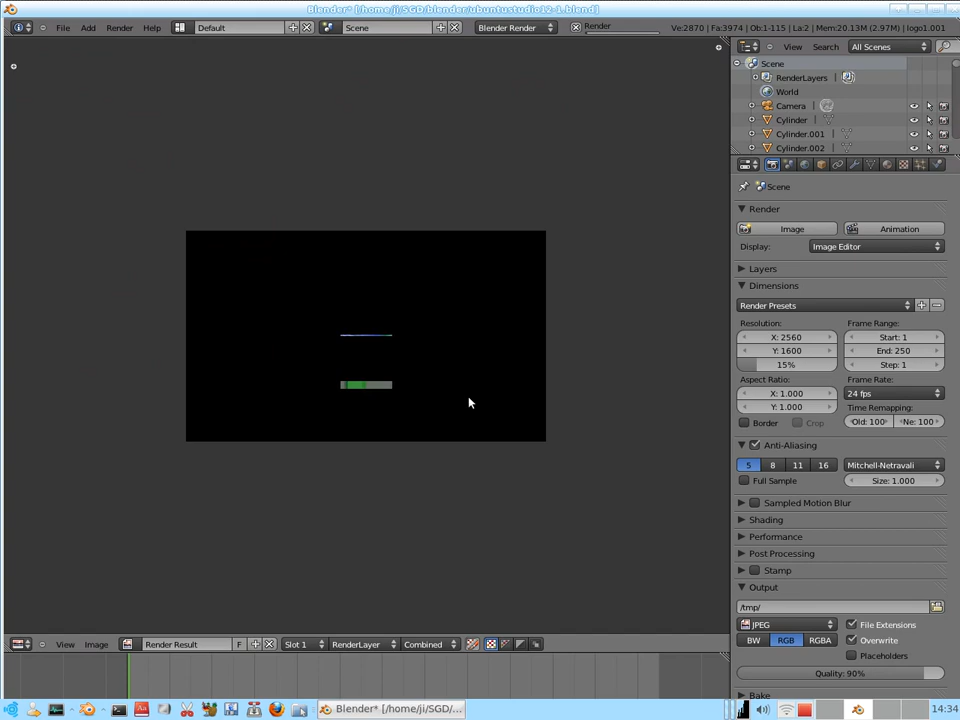 Blender* [/home/ji/SGD/blender/ubuntustudio12-1.blend]
File Add Render Help Default Scene Blender Render Render Ve:2870 | Fa:3974 | Ob:1-115 | La:2 | Mem:20.13M (2.97M) | logo1.001
View Search All Scenes
Scene
RenderLayers
World
Camera
Cylinder
Cylinder.001
Cylinder.002
Scene
Render
Image Animation
Display: Image Editor
Layers
Dimensions
Render Presets
Resolution: Frame Range:
X: 2560 Start: 1
Y: 1600 End: 250
15% Step: 1
Aspect Ratio: Frame Rate:
X: 1.000 24 fps
Y: 1.000 Time Remapping:
Border Crop Old: 100 Ne: 100
Anti-Aliasing
5 8 11 16 Mitchell-Netravali
Full Sample Size: 1.000
Sampled Motion Blur
Shading
Performance
Post Processing
Stamp
Output
/tmp/
JPEG File Extensions
BW RGB RGBA Overwrite
Placeholders
Quality: 90%
Bake
View Image Render Result F Slot 1 RenderLayer Combined
Blender* [/home/ji/SGD/... 14:34